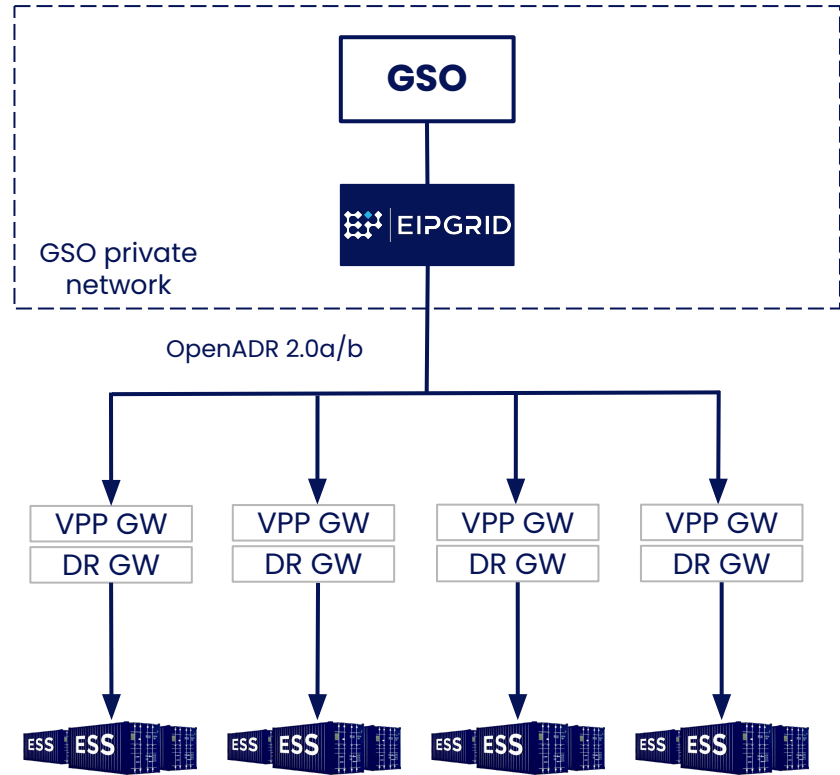 GSO
EIPGRID
GSO private
network
OpenADR 2.0a/b
VPP GW
VPP GW
VPP GW
VPP GW
DR GW
DR GW
DR GW
DR GW
ESS ESS
ESS ESS
ESS ESS
ESS ESS